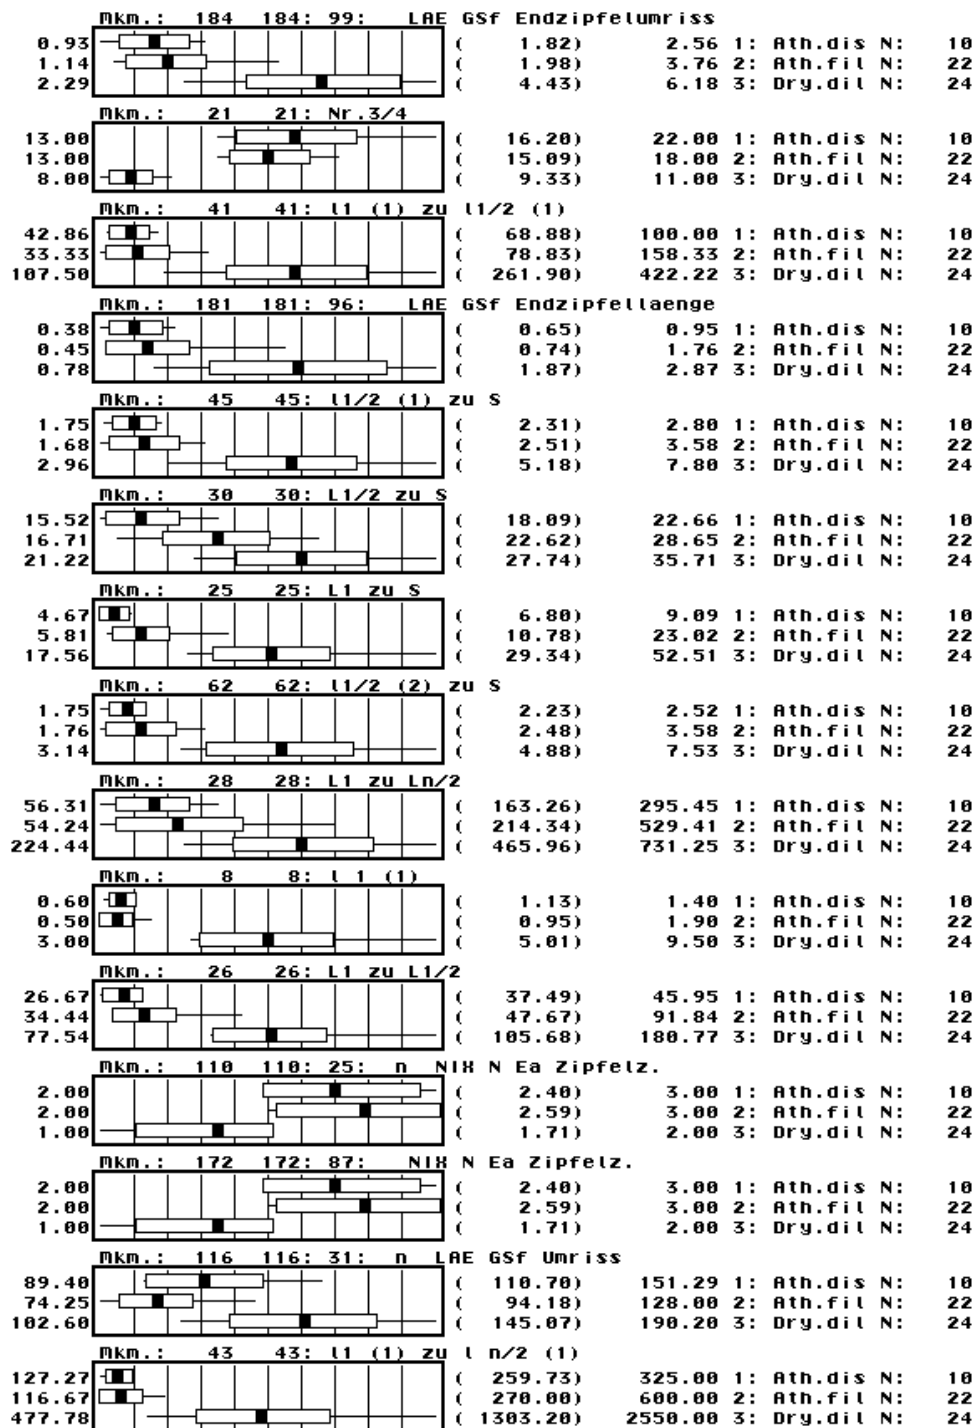 Mkm.: 184 184: 99: LAE GSf Endzipfelumriss
0.93 ( 1.82) 2.56 1: Ath.dis N: 10
1.14 ( 1.98) 3.76 2: Ath.fil N: 22
2.29 ( 4.43) 6.18 3: Dry.dil N: 24
Mkm.: 21 21: Nr.3/4
13.00 ( 16.20) 22.00 1: Ath.dis N: 10
13.00 ( 15.09) 18.00 2: Ath.fil N: 22
8.00 ( 9.33) 11.00 3: Dry.dil N: 24
Mkm.: 41 41: l1 (1) zu l1/2 (1)
42.86 ( 68.88) 100.00 1: Ath.dis N: 10
33.33 ( 78.83) 158.33 2: Ath.fil N: 22
107.50 ( 261.90) 422.22 3: Dry.dil N: 24
Mkm.: 181 181: 96: LAE GSf Endzipfellaenge
0.38 ( 0.65) 0.95 1: Ath.dis N: 10
0.45 ( 0.74) 1.76 2: Ath.fil N: 22
0.78 ( 1.87) 2.87 3: Dry.dil N: 24
Mkm.: 45 45: l1/2 (1) zu S
1.75 ( 2.31) 2.80 1: Ath.dis N: 10
1.68 ( 2.51) 3.58 2: Ath.fil N: 22
2.96 ( 5.18) 7.80 3: Dry.dil N: 24
Mkm.: 30 30: L1/2 zu S
15.52 ( 18.09) 22.66 1: Ath.dis N: 10
16.71 ( 22.62) 28.65 2: Ath.fil N: 22
21.22 ( 27.74) 35.71 3: Dry.dil N: 24
Mkm.: 25 25: L1 zu S
4.67 ( 6.80) 9.09 1: Ath.dis N: 10
5.81 ( 10.78) 23.02 2: Ath.fil N: 22
17.56 ( 29.34) 52.51 3: Dry.dil N: 24
Mkm.: 62 62: l1/2 (2) zu S
1.75 ( 2.23) 2.52 1: Ath.dis N: 10
1.76 ( 2.48) 3.58 2: Ath.fil N: 22
3.14 ( 4.88) 7.53 3: Dry.dil N: 24
Mkm.: 28 28: L1 zu Ln/2
56.31 ( 163.26) 295.45 1: Ath.dis N: 10
54.24 ( 214.34) 529.41 2: Ath.fil N: 22
224.44 ( 465.96) 731.25 3: Dry.dil N: 24
Mkm.: 8 8: l 1 (1)
0.60 ( 1.13) 1.40 1: Ath.dis N: 10
0.50 ( 0.95) 1.90 2: Ath.fil N: 22
3.00 ( 5.01) 9.50 3: Dry.dil N: 24
Mkm.: 26 26: L1 zu L1/2
26.67 ( 37.49) 45.95 1: Ath.dis N: 10
34.44 ( 47.67) 91.84 2: Ath.fil N: 22
77.54 ( 105.68) 180.77 3: Dry.dil N: 24
Mkm.: 110 110: 25: n NIX N Ea Zipfelz.
2.00 ( 2.40) 3.00 1: Ath.dis N: 10
2.00 ( 2.59) 3.00 2: Ath.fil N: 22
1.00 ( 1.71) 2.00 3: Dry.dil N: 24
Mkm.: 172 172: 87: NIX N Ea Zipfelz.
2.00 ( 2.40) 3.00 1: Ath.dis N: 10
2.00 ( 2.59) 3.00 2: Ath.fil N: 22
1.00 ( 1.71) 2.00 3: Dry.dil N: 24
Mkm.: 116 116: 31: n LAE GSf Umriss
89.40 ( 110.70) 151.29 1: Ath.dis N: 10
74.25 ( 94.18) 128.00 2: Ath.fil N: 22
102.60 ( 145.07) 190.20 3: Dry.dil N: 24
Mkm.: 43 43: l1 (1) zu l n/2 (1)
127.27 ( 259.73) 325.00 1: Ath.dis N: 10
116.67 ( 270.00) 600.00 2: Ath.fil N: 22
477.78 ( 1303.20) 2550.00 3: Dry.dil N: 24